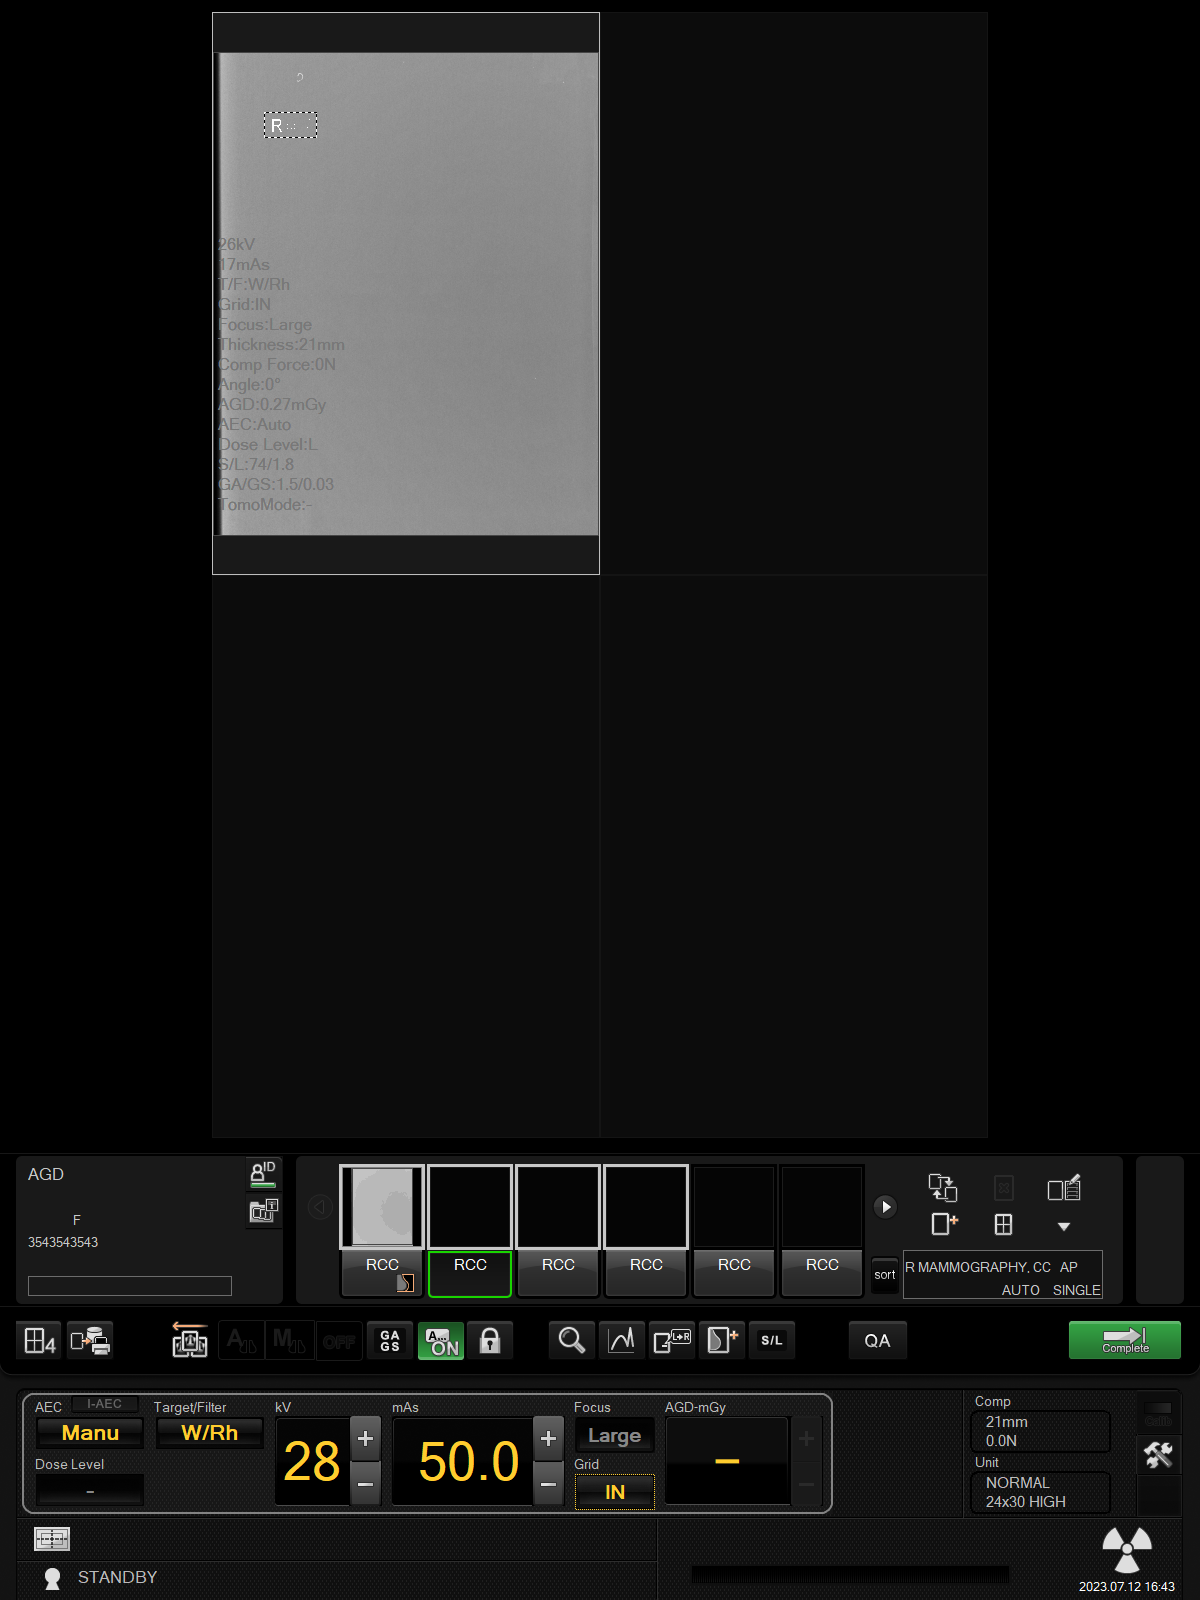 R
26kV
17mAs
T/F:W/Rh
Grid:IN
Focus:Large
Thickness:21mm
Comp Force:0N
Angle:0°
AGD:0.27mGy
AEC:Auto
Dose Level:L
S/L:74/1.8
GA/GS:1.5/0.03
TomoMode:-
AGD
ID
F
3543543543
RCC
RCC
RCC
RCC
RCC
RCC
sort
R MAMMOGRAPHY, CC AP
AUTO SINGLE
4
A
M
OFF
GA
GS
A...
ON
L→R
S/L
QA
Complete
AEC
I-AEC
Manu
Dose Level
-
Target/Filter
W/Rh
kV
28
+
−
mAs
50.0
+
−
Focus
Large
Grid
IN
AGD-mGy
−
+
−
Comp
21mm
0.0N
Unit
NORMAL
24x30 HIGH
STANDBY
2023.07.12 16:43